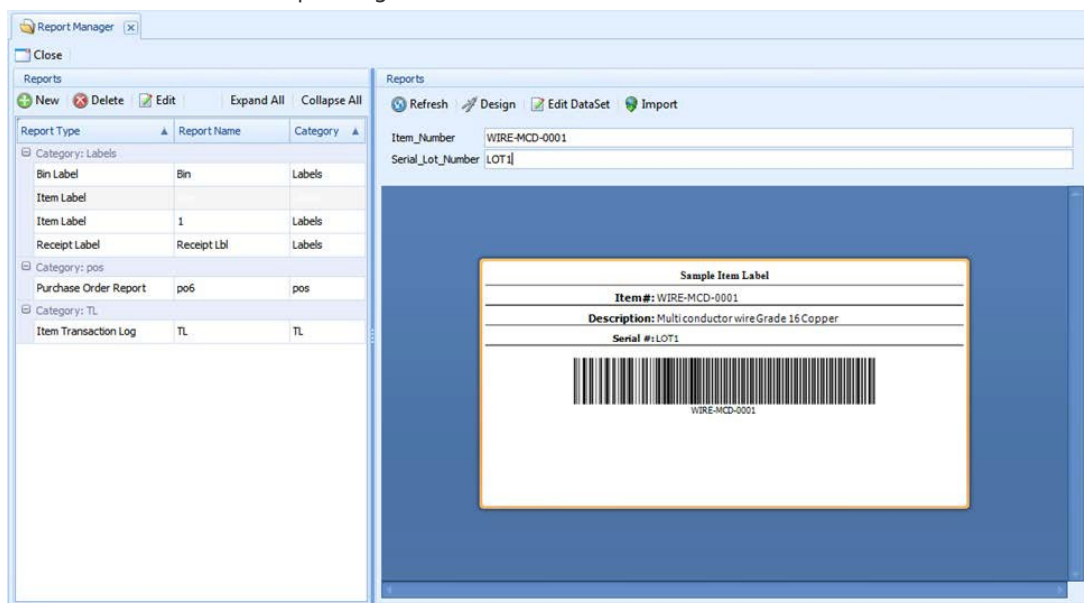 Report Manager
Close
Reports
New Delete Edit Expand All Collapse All
Report Type Report Name Category
Category: Labels
Bin Label Bin Labels
Item Label
Item Label 1 Labels
Receipt Label Receipt Lbl Labels
Category: pos
Purchase Order Report po6 pos
Category: TL
Item Transaction Log TL TL
Reports
Refresh Design Edit DataSet Import
Item_Number WIRE-MCD-0001
Serial_Lot_Number LOT1
Sample Item Label
Item#: WIRE-MCD-0001
Description: Multi conductor wire Grade 16 Copper
Serial #: LOT1
WIRE-MCD-0001